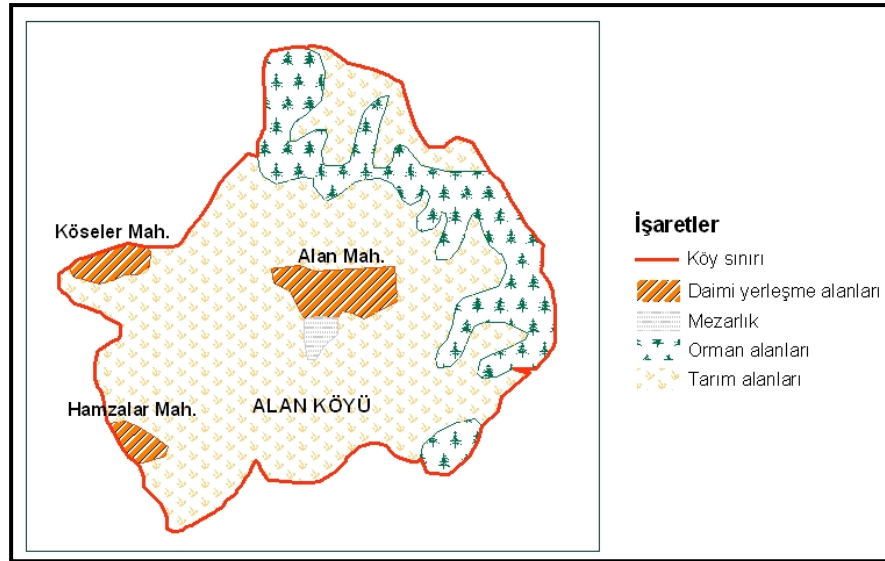 Köseler Mah.
Alan Mah.
Hamzalar Mah.
ALAN KÖYÜ
İşaretler
Köy sınırı
Daimi yerleşme alanları
Mezarlık
Orman alanları
Tarım alanları